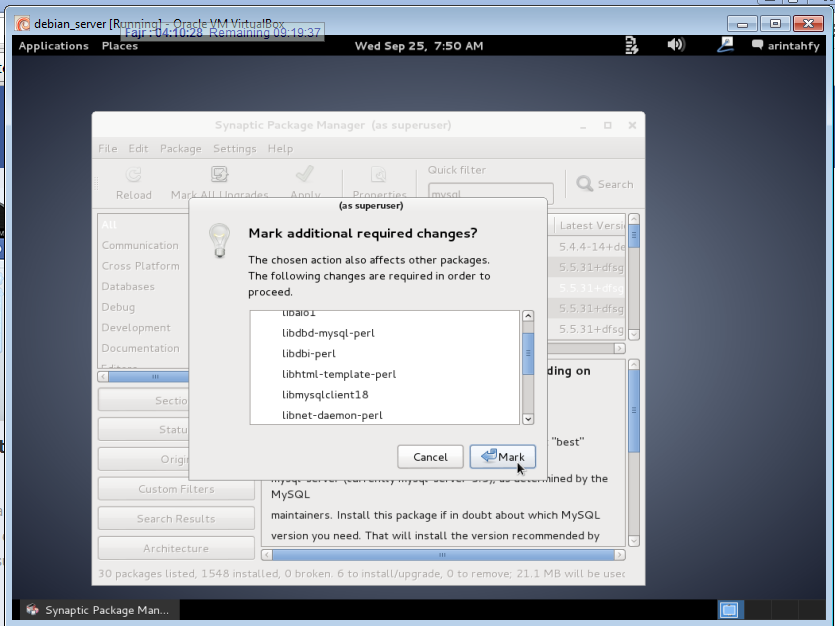 debian_server [Running] - Oracle VM VirtualBox
Fajr : 04:10:28 Remaining 09:19:37
Applications Places Wed Sep 25, 7:50 AM arintahfy
Synaptic Package Manager (as superuser)
File Edit Package Settings Help
Quick filter
Reload Mark All Upgrades Apply Properties mysql Search
(as superuser)
Mark additional required changes?
The chosen action also affects other packages.
The following changes are required in order to
proceed.
libaio1
libdbd-mysql-perl
libdbi-perl
libhtml-template-perl
libmysqlclient18
libnet-daemon-perl
Cancel Mark
All
Communication
Cross Platform
Databases
Debug
Development
Documentation
Editors
Latest Versi
5.4.4-14+de
5.5.31+dfsg
5.5.31+dfsg
5.5.31+dfsg
5.5.31+dfsg
Sectio
Statu
Origi
Custom Filters
Search Results
Architecture
ding on
"best"
mysql-server (currently mysql-server-5.5), as determined by the
MySQL
maintainers. Install this package if in doubt about which MySQL
version you need. That will install the version recommended by
30 packages listed, 1548 installed, 0 broken. 6 to install/upgrade, 0 to remove; 21.1 MB will be used
Synaptic Package Man...